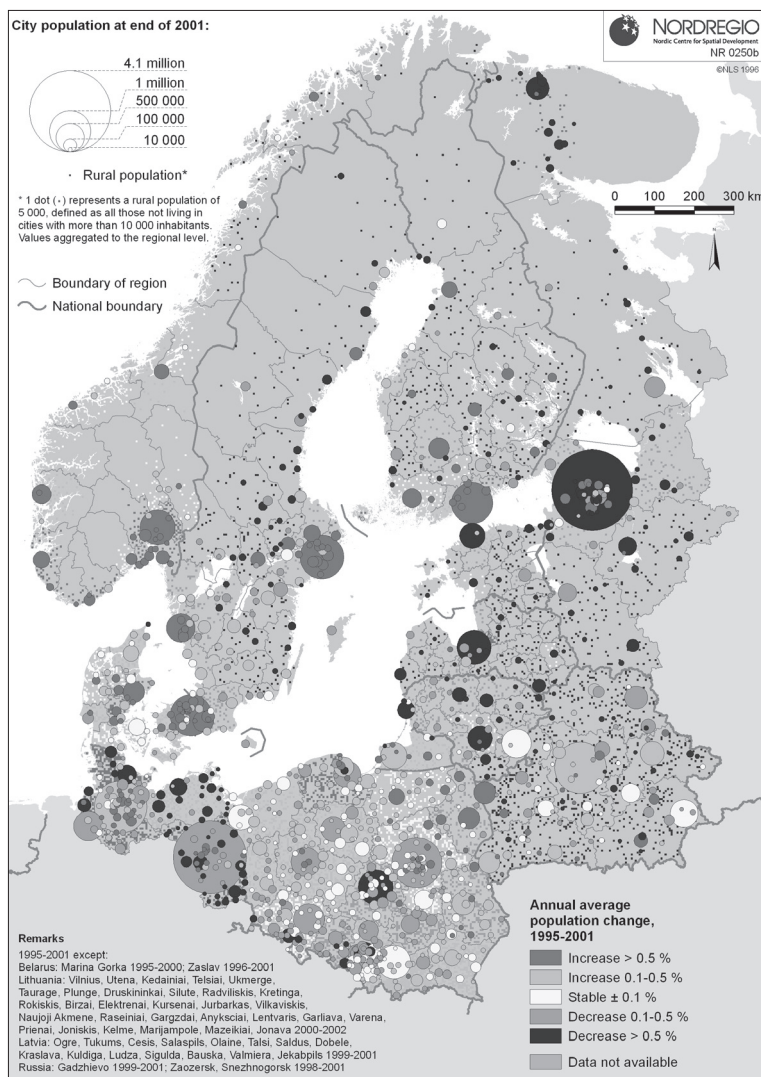 City population at end of 2001:
4.1 million
1 million
500 000
100 000
10 000
Rural population*
* 1 dot (•) represents a rural population of
5 000, defined as all those not living in
cities with more than 10 000 inhabitants.
Values aggregated to the regional level.
Boundary of region
National boundary
NORDREGIO
Nordic Centre for Spatial Development
NR 0250b
©NLS 1996
0 100 200 300 km
Remarks
1995-2001 except:
Belarus: Marina Gorka 1995-2000; Zaslav 1996-2001
Lithuania: Vilnius, Utena, Kedainiai, Telsiai, Ukmerge,
Taurage, Plunge, Druskininkai, Silute, Radviliskis, Kretinga,
Rokiskis, Birzai, Elektrenai, Kursenai, Jurbarkas, Vilkaviskis,
Naujoji Akmene, Raseiniai, Gargzdai, Anyksciai, Lentvaris, Garliava, Varena,
Prienai, Joniskis, Kelme, Marijampole, Mazeikiai, Jonava 2000-2002
Latvia: Ogre, Tukums, Cesis, Salaspils, Olaine, Talsi, Saldus, Dobele,
Kraslava, Kuldiga, Ludza, Sigulda, Bauska, Valmiera, Jekabpils 1999-2001
Russia: Gadzhievo 1999-2001; Zaozersk, Snezhnogorsk 1998-2001
Annual average
population change,
1995-2001
Increase > 0.5 %
Increase 0.1-0.5 %
Stable ± 0.1 %
Decrease 0.1-0.5 %
Decrease > 0.5 %
Data not available